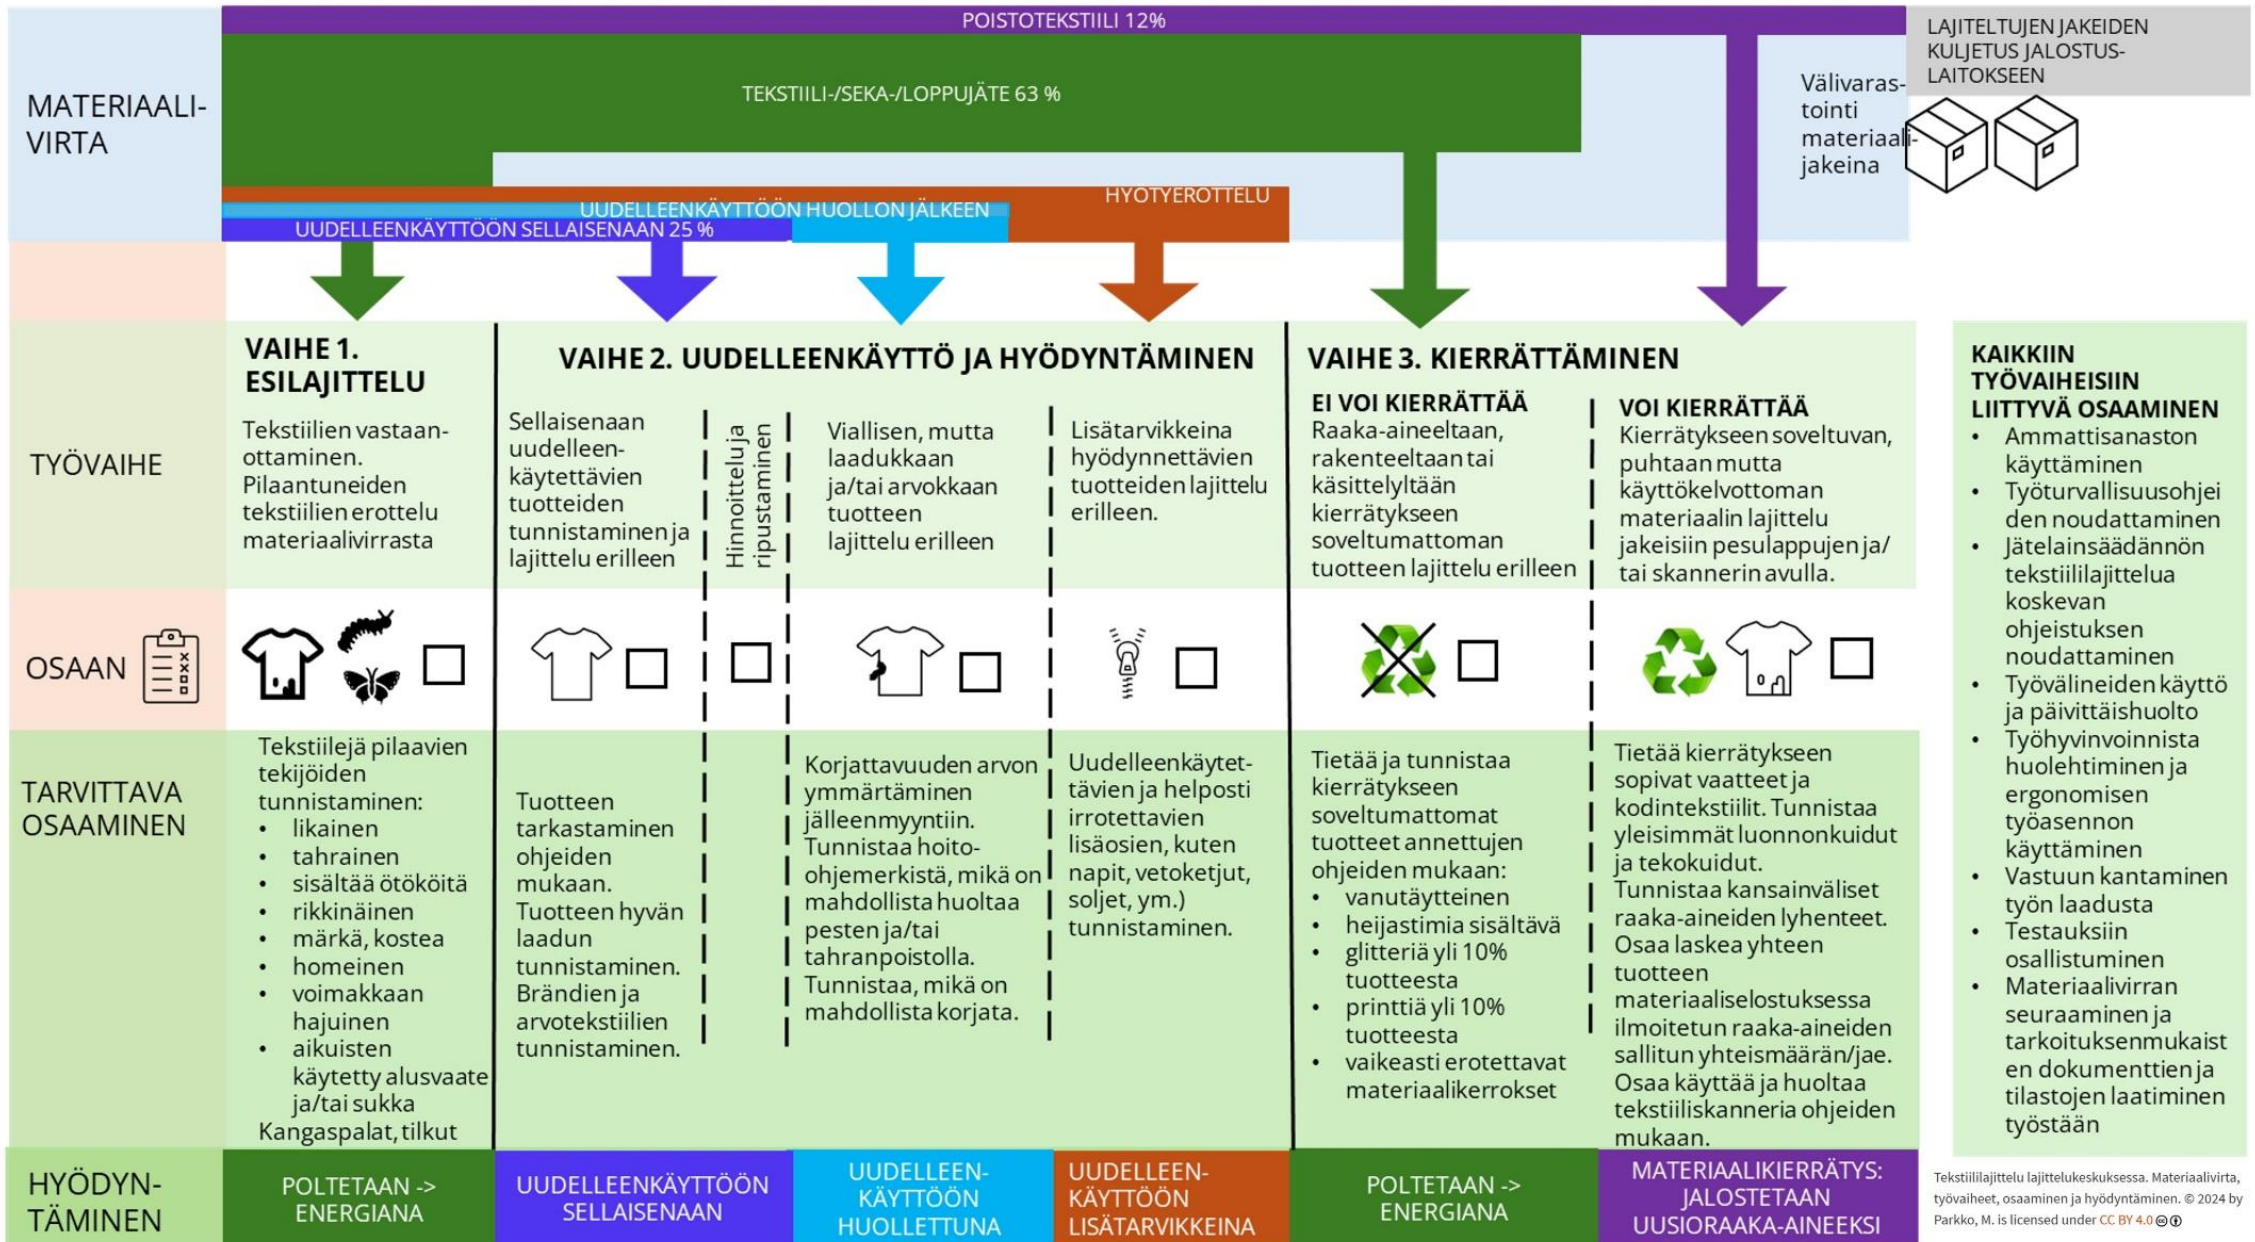 POISTOTEKSTIILI 12%
LAJITELTUJEN JAKEIDEN
KULJETUS JALOSTUS-
LAITOKSEEN
MATERIAALI-
VIRTA
TEKSTIILI-/SEKA-/LOPPUJÄTE 63 %
Välivaras-
tointi
materiaali-
jakeina
HYÖTYEROTTELU
UUDELLEENKÄYTTÖÖN HUOLLON JÄLKEEN
UUDELLEENKÄYTTÖÖN SELLAISENAAN 25 %
TYÖVAIHE
VAIHE 1.
ESILAJITTELU
Tekstiilien vastaan-
ottaminen.
Pilaantuneiden
tekstiilien erottelu
materiaalivirrasta
VAIHE 2. UUDELLEENKÄYTTÖ JA HYÖDYNTÄMINEN
Sellaisenaan
uudelleen-
käytettävien
tuotteiden
tunnistaminen ja
lajittelu erilleen
Hinnoittelu ja
ripustaminen
Viallisen, mutta
laadukkaan
ja/tai arvokkaan
tuotteen
lajittelu erilleen
Lisätarvikkeina
hyödynnettävien
tuotteiden lajittelu
erilleen.
VAIHE 3. KIERRÄTTÄMINEN
EI VOI KIERRÄTTÄÄ
Raaka-aineeltaan,
rakenteeltaan tai
käsittelyltään
kierrätykseen
soveltumattoman
tuotteen lajittelu erilleen
VOI KIERRÄTTÄÄ
Kierrätykseen soveltuvan,
puhtaan mutta
käyttökelvottoman
materiaalin lajittelu
jakeisiin pesulappujen ja/
tai skannerin avulla.
OSAAN
TARVITTAVA
OSAAMINEN
Tekstiilejä pilaavien
tekijöiden
tunnistaminen:
• likainen
• tahrainen
• sisältää ötököitä
• rikkinäinen
• märkä, kostea
• homeinen
• voimakkaan
hajuinen
• aikuisten
käytetty alusvaate
ja/tai sukka
Kangaspalat, tilkut
Tuotteen
tarkastaminen
ohjeiden
mukaan.
Tuotteen hyvän
laadun
tunnistaminen.
Brändien ja
arvotekstiilien
tunnistaminen.
Korjattavuuden arvon
ymmärtäminen
jälleenmyyntiin.
Tunnistaa hoito-
ohjemerkistä, mikä on
mahdollista huoltaa
pesten ja/tai
tahranpoistolla.
Tunnistaa, mikä on
mahdollista korjata.
Uudelleenkäytet-
tävien ja helposti
irrotettavien
lisäosien, kuten
napit, vetoketjut,
soljet, ym.)
tunnistaminen.
Tietää ja tunnistaa
kierrätykseen
soveltumattomat
tuotteet annettujen
ohjeiden mukaan:
• vanutäytteinen
• heijastimia sisältävä
• glitteriä yli 10%
tuotteesta
• printtiä yli 10%
tuotteesta
• vaikeasti erotettavat
materiaalikerrokset
Tietää kierrätykseen
sopivat vaatteet ja
kodintekstiilit. Tunnistaa
yleisimmät luonnonkuidut
ja tekokuidut.
Tunnistaa kansainväliset
raaka-aineiden lyhenteet.
Osaa laskea yhteen
tuotteen
materiaaliselostuksessa
ilmoitetun raaka-aineiden
sallitun yhteismäärän/jae.
Osaa käyttää ja huoltaa
tekstiiliskanneria ohjeiden
mukaan.
KAIKKIIN
TYÖVAIHEISIIN
LIITTYVÄ OSAAMINEN
• Ammattisanaston
käyttäminen
• Työturvallisuusohjei
den noudattaminen
• Jätelainsäädännön
tekstiililajittelua
koskevan
ohjeistuksen
noudattaminen
• Työvälineiden käyttö
ja päivittäishuolto
• Työhyvinvoinnista
huolehtiminen ja
ergonomisen
työasennon
käyttäminen
• Vastuun kantaminen
työn laadusta
• Testauksiin
osallistuminen
• Materiaalivirran
seuraaminen ja
tarkoituksenmukaist
en dokumenttien ja
tilastojen laatiminen
työstään
HYÖDYN-
TÄMINEN
POLTETAAN ->
ENERGIANA
UUDELLEENKÄYTTÖÖN
SELLAISENAAN
UUDELLEEN-
KÄYTTÖÖN
HUOLLETTUNA
UUDELLEEN-
KÄYTTÖÖN
LISÄTARVIKKEINA
POLTETAAN ->
ENERGIANA
MATERIAALIKIERRÄTYS:
JALOSTETAAN
UUSIORAAKA-AINEEKSI
Tekstiililajittelu lajittelukeskuksessa. Materiaalivirta,
työvaiheet, osaaminen ja hyödyntäminen. © 2024 by
Parkko, M. is licensed under CC BY 4.0